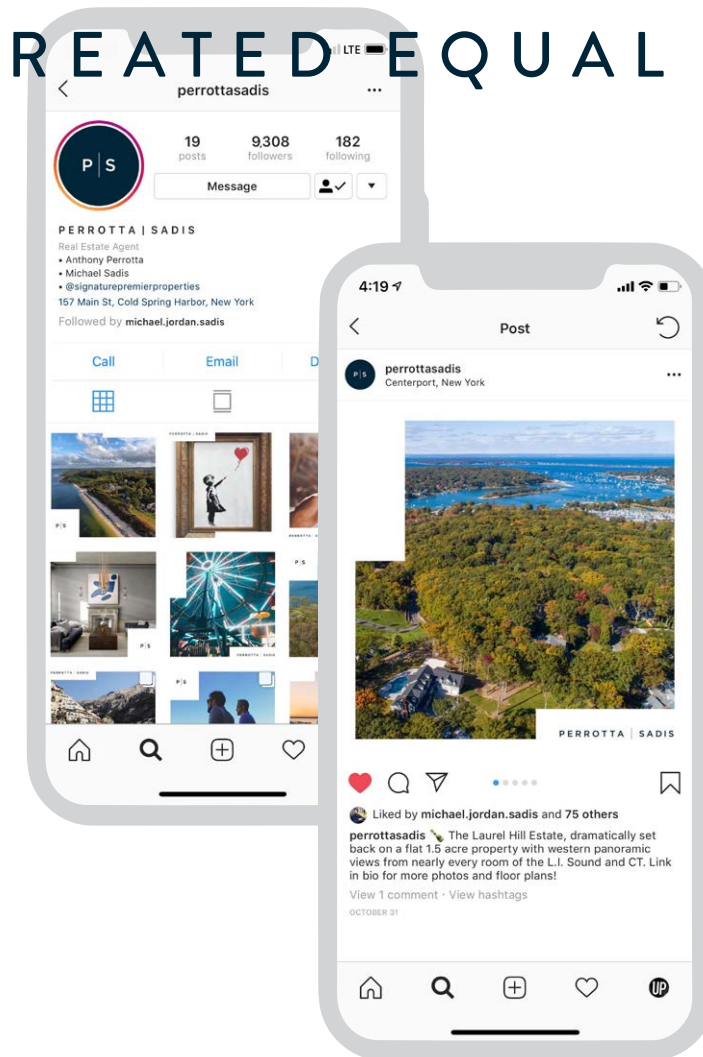 REATED EQUAL
LTE
perrottasadis
P|S
19
posts
9,308
followers
182
following
Message
PERROTTA | SADIS
Real Estate Agent
• Anthony Perrotta
• Michael Sadis
• @signaturepremierproperties
157 Main St, Cold Spring Harbor, New York
Followed by michael.jordan.sadis
Call
Email
D
PERROTTA | SADIS
P|S
P|S
P|S
PERROTTA | SADIS
PERROTTA | SADIS
P|S
4:19
Post
P|S
perrottasadis
Centerport, New York
PERROTTA | SADIS
Liked by michael.jordan.sadis and 75 others
perrottasadis The Laurel Hill Estate, dramatically set
back on a flat 1.5 acre property with western panoramic
views from nearly every room of the L.I. Sound and CT. Link
in bio for more photos and floor plans!
View 1 comment · View hashtags
OCTOBER 31
UP